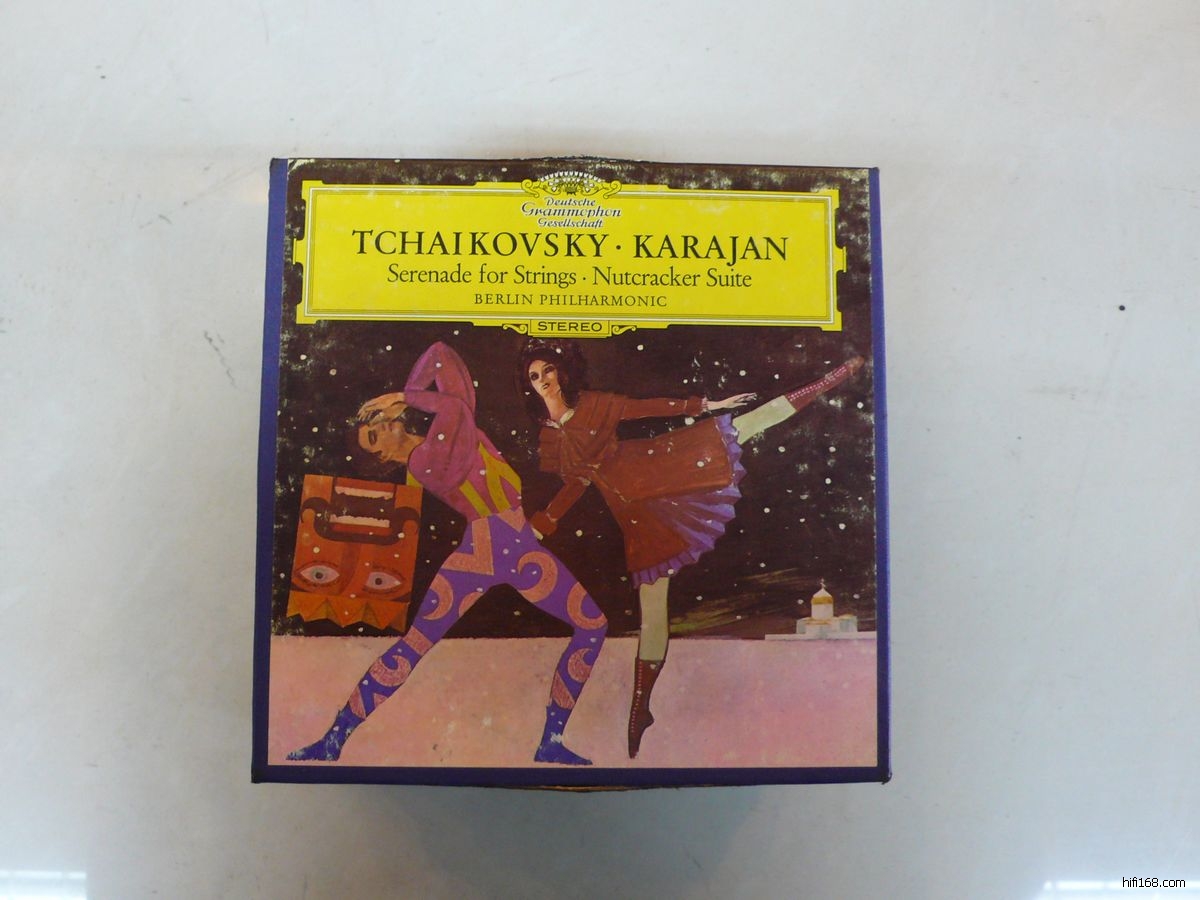 Deutsche
Grammophon
Gesellschaft
TCHAIKOVSKY · KARAJAN
Serenade for Strings · Nutcracker Suite
BERLIN PHILHARMONIC
STEREO
hifi168.com